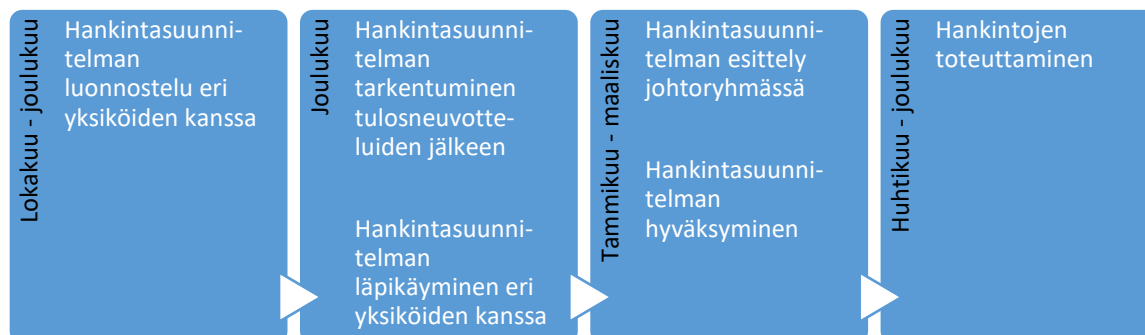 Lokakuu - joulukuu
Hankintasuunni-
telman
luonnostelu eri
yksiköiden kanssa
Joulukuu
Hankintasuunni-
telman
tarkentuminen
tulosneuvotte-
luiden jälkeen
Hankintasuunni-
telman
läpikäyminen eri
yksiköiden kanssa
Tammikuu - maaliskuu
Hankintasuunni-
telman esittely
johtoryhmässä
Hankintasuunni-
telman
hyväksyminen
Huhtikuu - joulukuu
Hankintojen
toteuttaminen